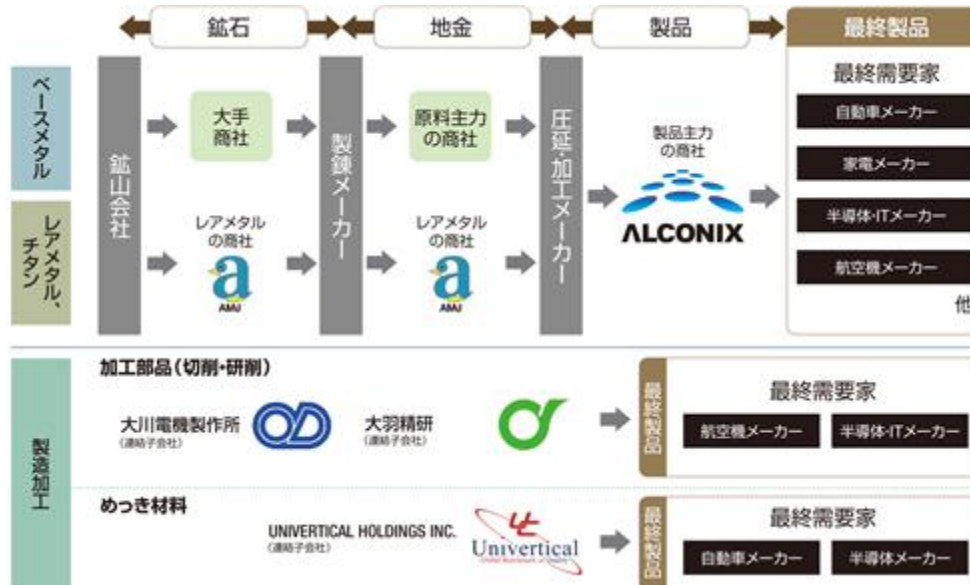 鉱石
地金
製品
最終製品
ベースメタル
レアメタル、
チタン
鉱山会社
大手
商社
レアメタル
の商社
AMJ
製錬メーカー
原料主力
の商社
レアメタル
の商社
AMJ
圧延・加工メーカー
製品主力
の商社
ALCONIX
最終需要家
自動車メーカー
家電メーカー
半導体・ITメーカー
航空機メーカー
他
製造加工
加工部品(切削・研削)
大川電機製作所
(連結子会社)
大羽精研
(連結子会社)
最終製品
最終需要家
航空機メーカー
半導体・ITメーカー
めっき材料
UNIVERTICAL HOLDINGS INC.
(連結子会社)
Univertical
最終製品
最終需要家
自動車メーカー
半導体メーカー